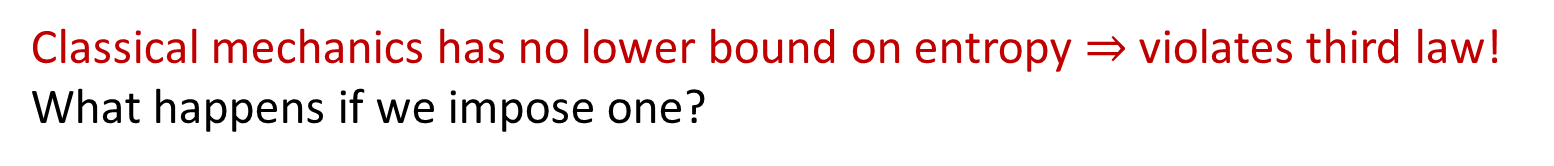 Classical mechanics has no lower bound on entropy ⇒ violates third law!
What happens if we impose one?